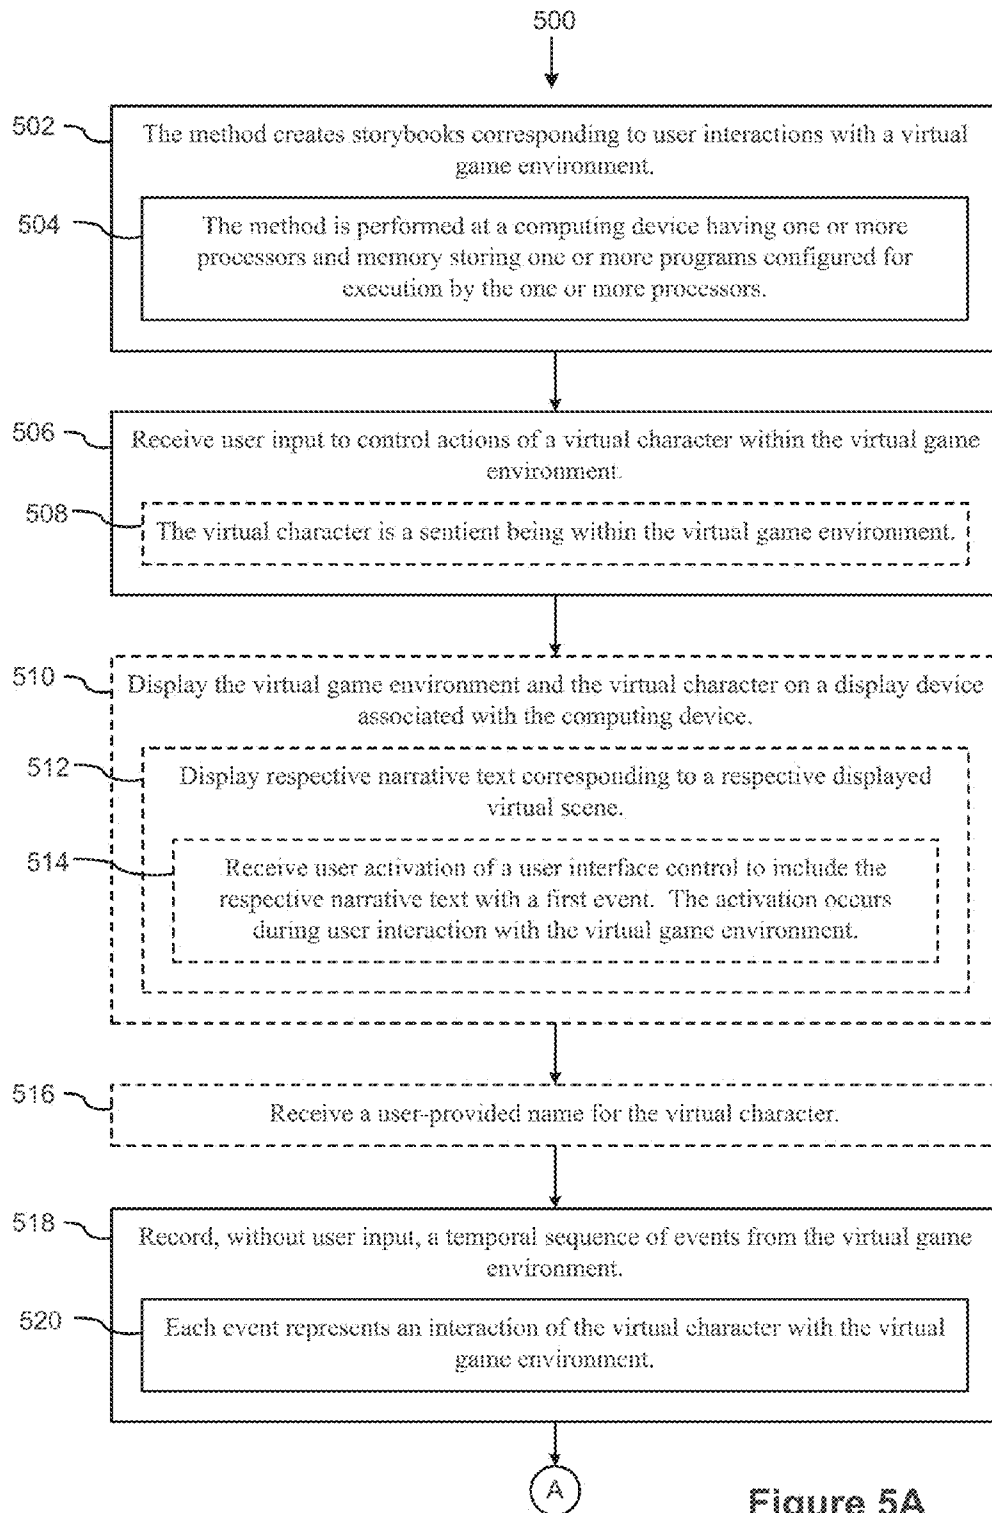 500
502
The method creates storybooks corresponding to user interactions with a virtual
game environment.
504
The method is performed at a computing device having one or more
processors and memory storing one or more programs configured for
execution by the one or more processors.
506
Receive user input to control actions of a virtual character within the virtual game
environment.
508
The virtual character is a sentient being within the virtual game environment.
510
Display the virtual game environment and the virtual character on a display device
associated with the computing device.
512
Display respective narrative text corresponding to a respective displayed
virtual scene.
514
Receive user activation of a user interface control to include the
respective narrative text with a first event.  The activation occurs
during user interaction with the virtual game environment.
516
Receive a user-provided name for the virtual character.
518
Record, without user input, a temporal sequence of events from the virtual game
environment.
520
Each event represents an interaction of the virtual character with the virtual
game environment.
A
Figure 5A